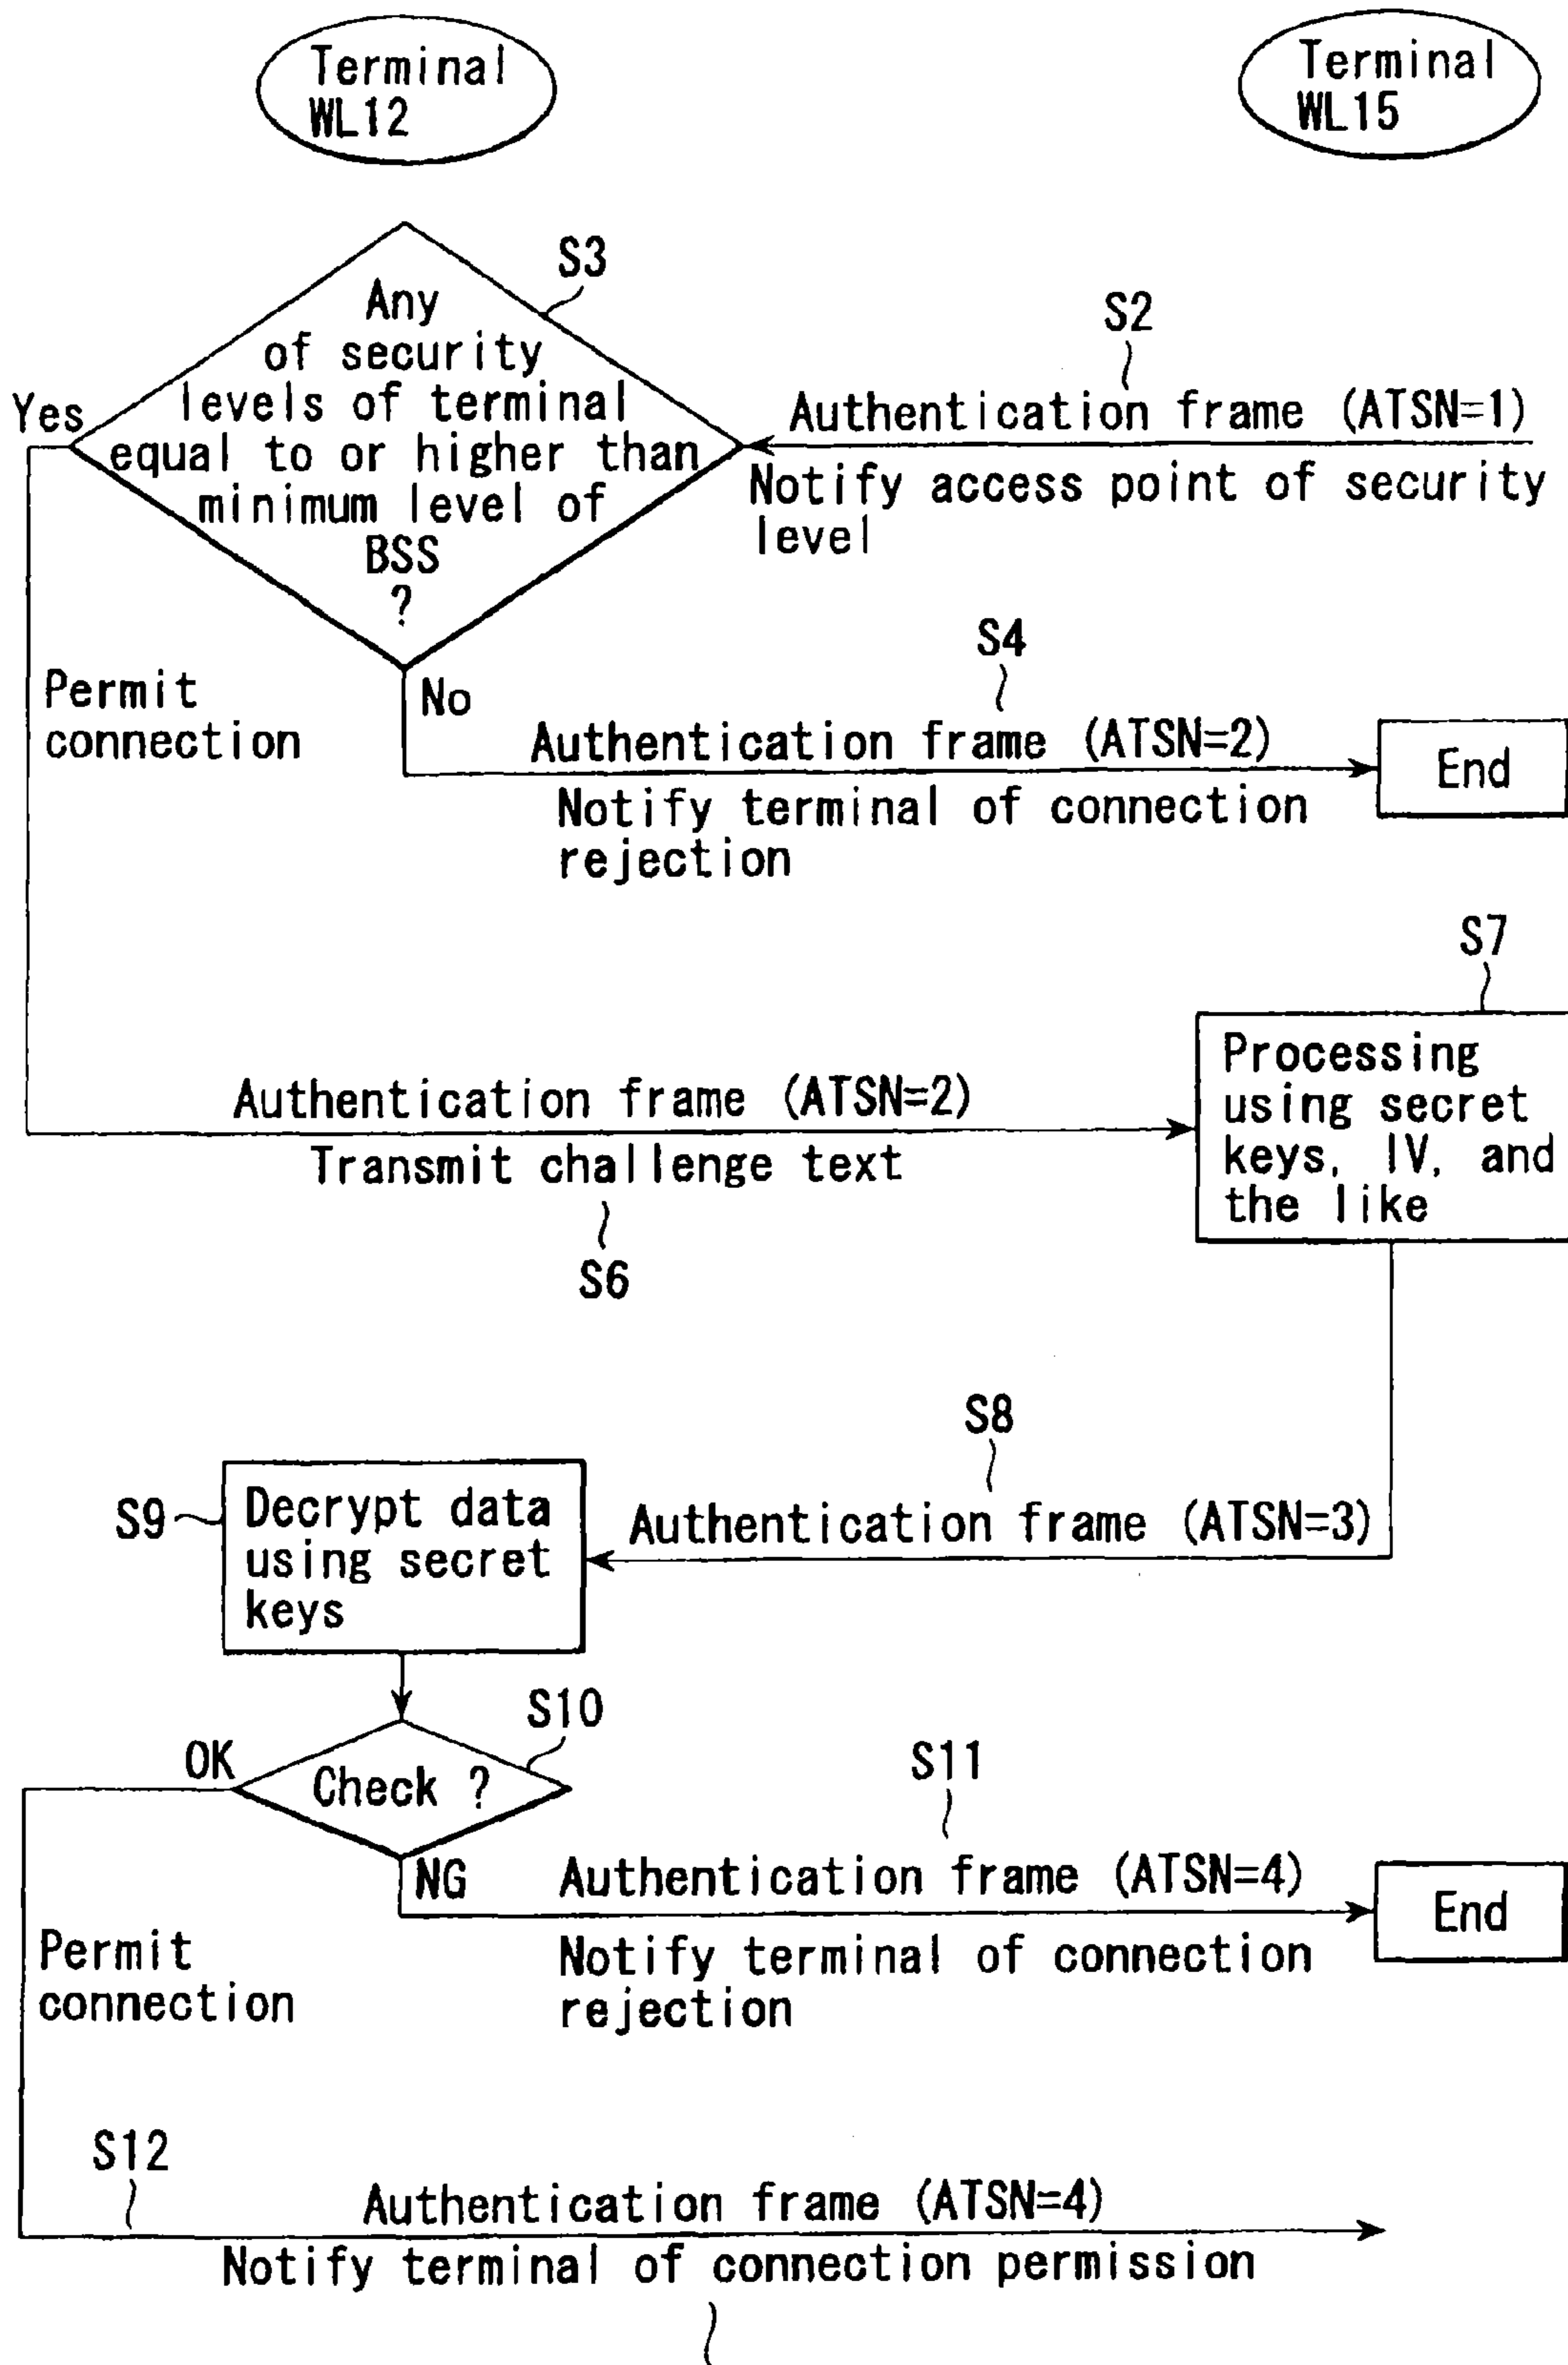 Terminal
WL12
Terminal
WL15
S3
Any
of security
levels of terminal
equal to or higher than
minimum level of
BSS
?
Yes
S2
Authentication frame (ATSN=1)
Notify access point of security
level
Permit
connection
No
S4
Authentication frame (ATSN=2)
Notify terminal of connection
rejection
End
S7
Processing
using secret
keys, IV, and
the like
Authentication frame (ATSN=2)
Transmit challenge text
S6
S8
Authentication frame (ATSN=3)
S9
Decrypt data
using secret
keys
S10
OK
Check ?
S11
NG
Authentication frame (ATSN=4)
Notify terminal of connection
rejection
End
Permit
connection
S12
Authentication frame (ATSN=4)
Notify terminal of connection permission